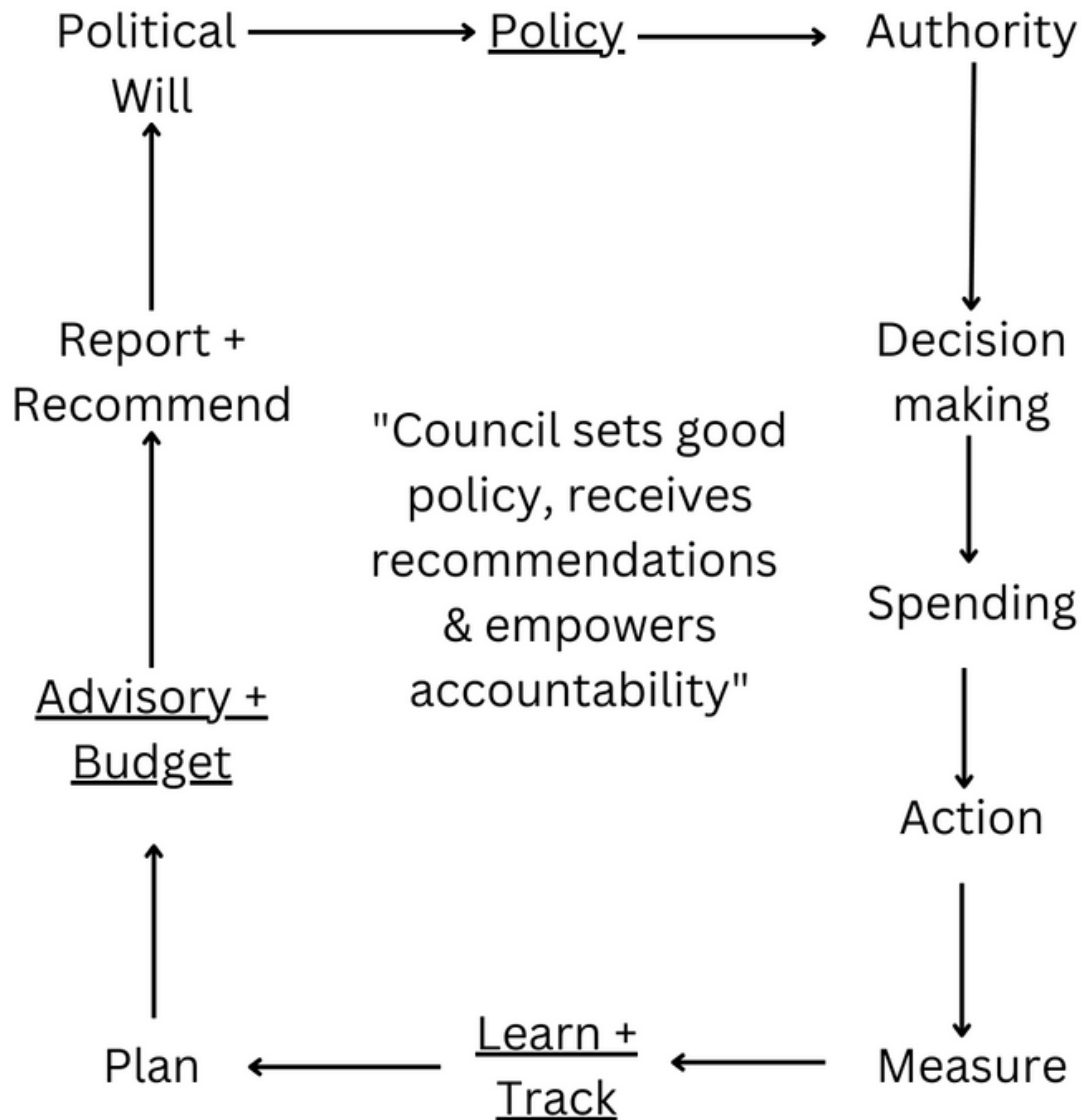 Political
Will
Policy
Authority
Report +
Recommend
Decision
making
"Council sets good
policy, receives
recommendations
& empowers
accountability"
Spending
Advisory +
Budget
Action
Plan
Learn +
Track
Measure